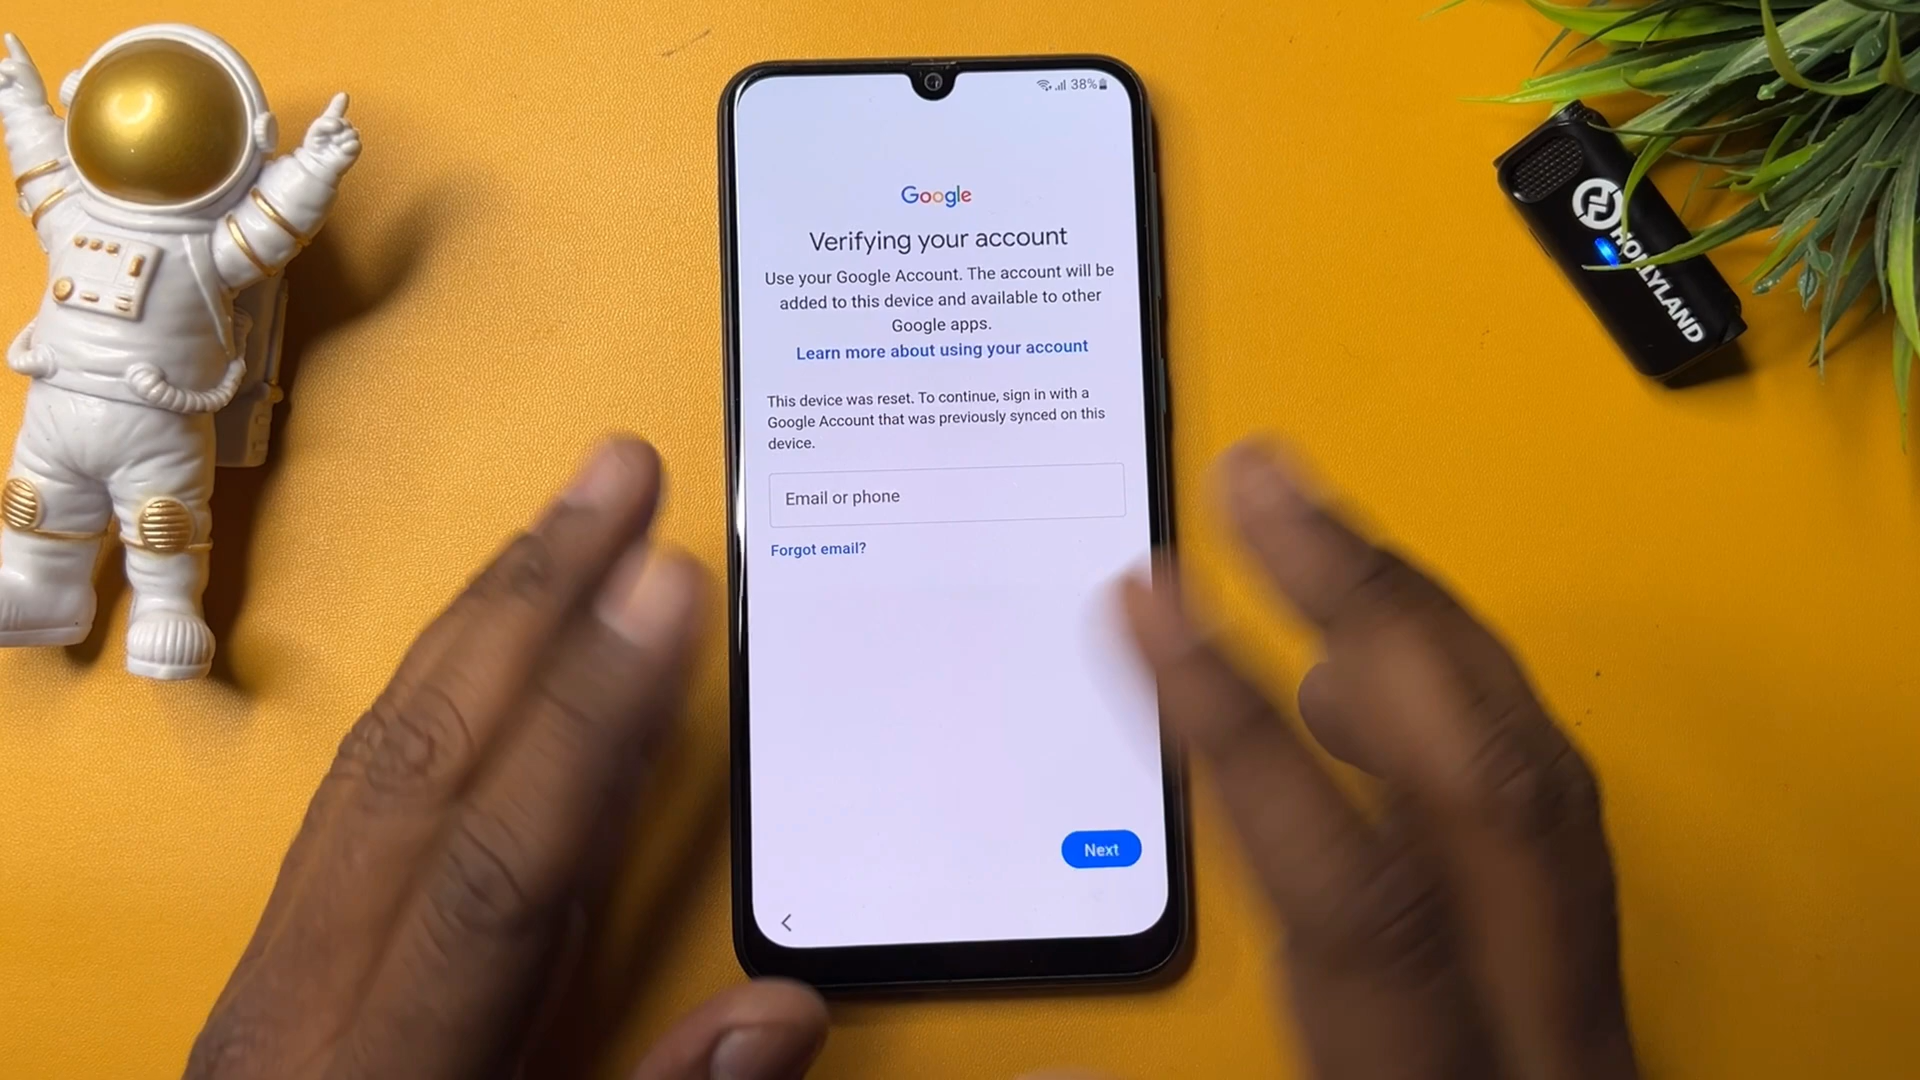 38%
Google
Verifying your account
Use your Google Account. The account will be
added to this device and available to other
Google apps.
Learn more about using your account
This device was reset. To continue, sign in with a
Google Account that was previously synced on this
device.
Email or phone
Forgot email?
Next
HOLLYLAND